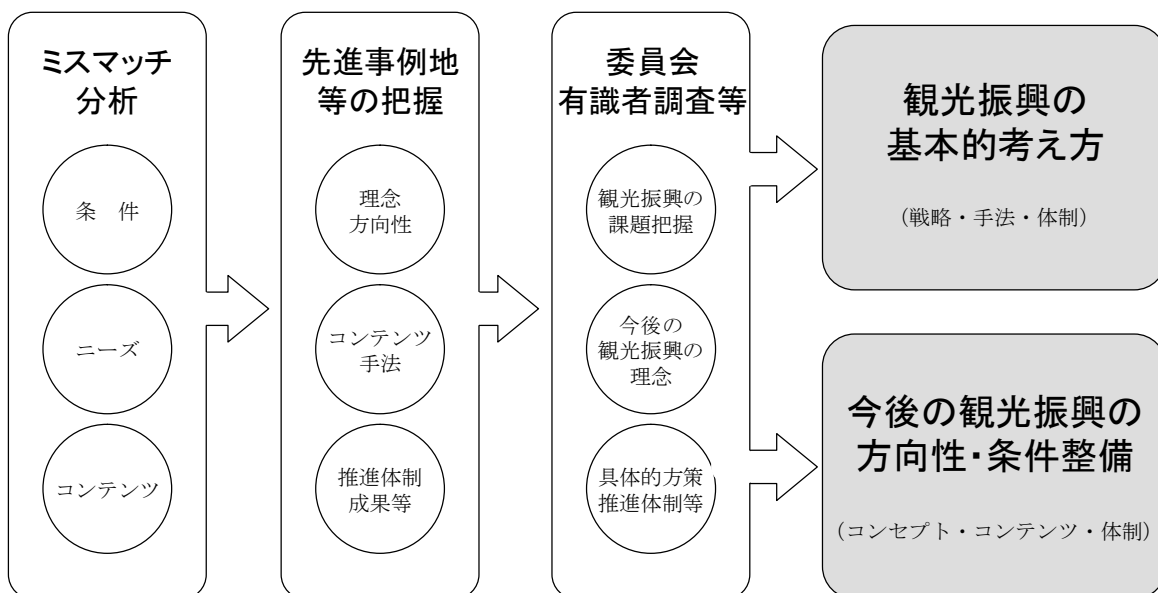 ミスマッチ
分析
条　件
ニーズ
コンテンツ
先進事例地
等の把握
理念
方向性
コンテンツ
手法
推進体制
成果等
委員会
有識者調査等
観光振興の
課題把握
今後の
観光振興の
理念
具体的方策
推進体制等
観光振興の
基本的考え方
（戦略・手法・体制）
今後の観光振興の
方向性・条件整備
（コンセプト・コンテンツ・体制）